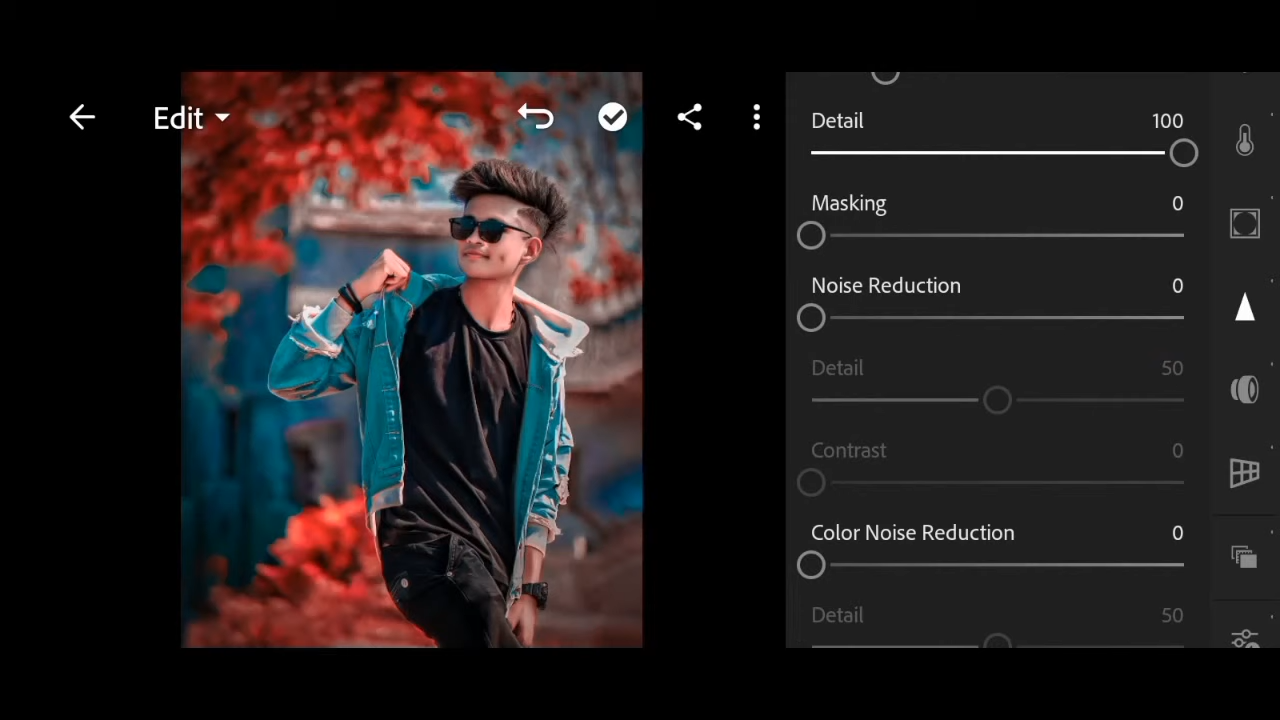 Edit
Detail 100
Masking 0
Noise Reduction 0
Detail 50
Contrast 0
Color Noise Reduction 0
Detail 50